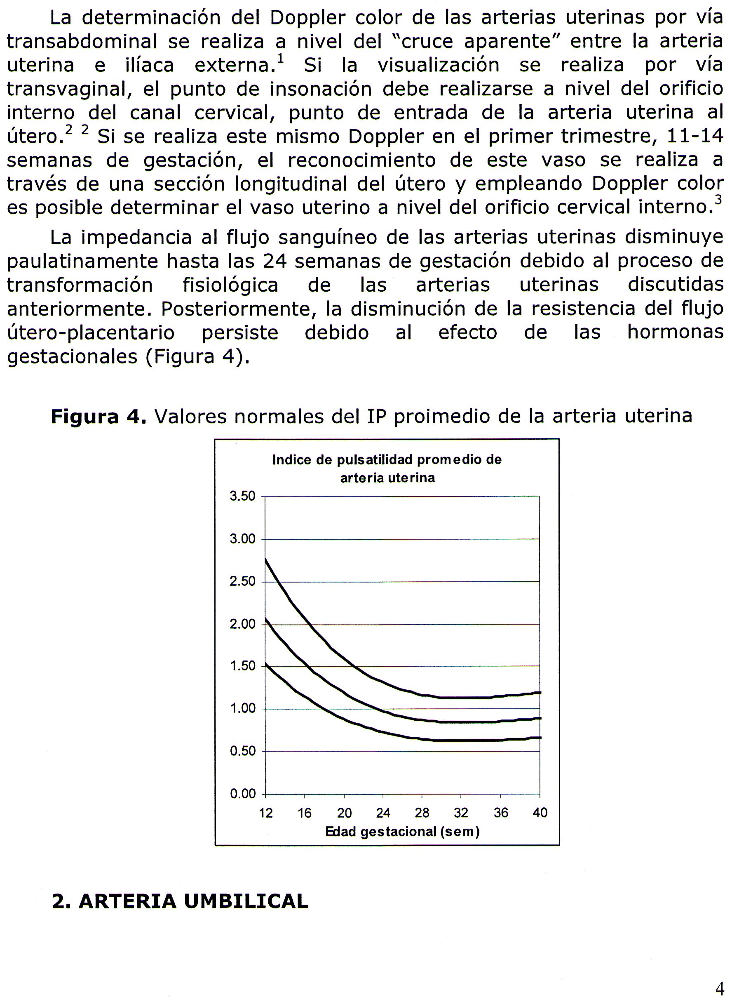 La determinación del Doppler color de las arterias uterinas por vía
transabdominal se realiza a nivel del "cruce aparente" entre la arteria
uterina e ilíaca externa.1 Si la visualización se realiza por vía
transvaginal, el punto de insonación debe realizarse a nivel del orificio
interno del canal cervical, punto de entrada de la arteria uterina al
útero.2 2 Si se realiza este mismo Doppler en el primer trimestre, 11-14
semanas de gestación, el reconocimiento de este vaso se realiza a
través de una sección longitudinal del útero y empleando Doppler color
es posible determinar el vaso uterino a nivel del orificio cervical interno.3
La impedancia al flujo sanguíneo de las arterias uterinas disminuye
paulatinamente hasta las 24 semanas de gestación debido al proceso de
transformación fisiológica de las arterias uterinas discutidas
anteriormente. Posteriormente, la disminución de la resistencia del flujo
útero-placentario persiste debido al efecto de las hormonas
gestacionales (Figura 4).
Figura 4. Valores normales del IP proimedio de la arteria uterina
Indice de pulsatilidad promedio de
arteria uterina
3.50
3.00
2.50
2.00
1.50
1.00
0.50
0.00
12 16 20 24 28 32 36 40
Edad gestacional (sem)
2. ARTERIA UMBILICAL
4